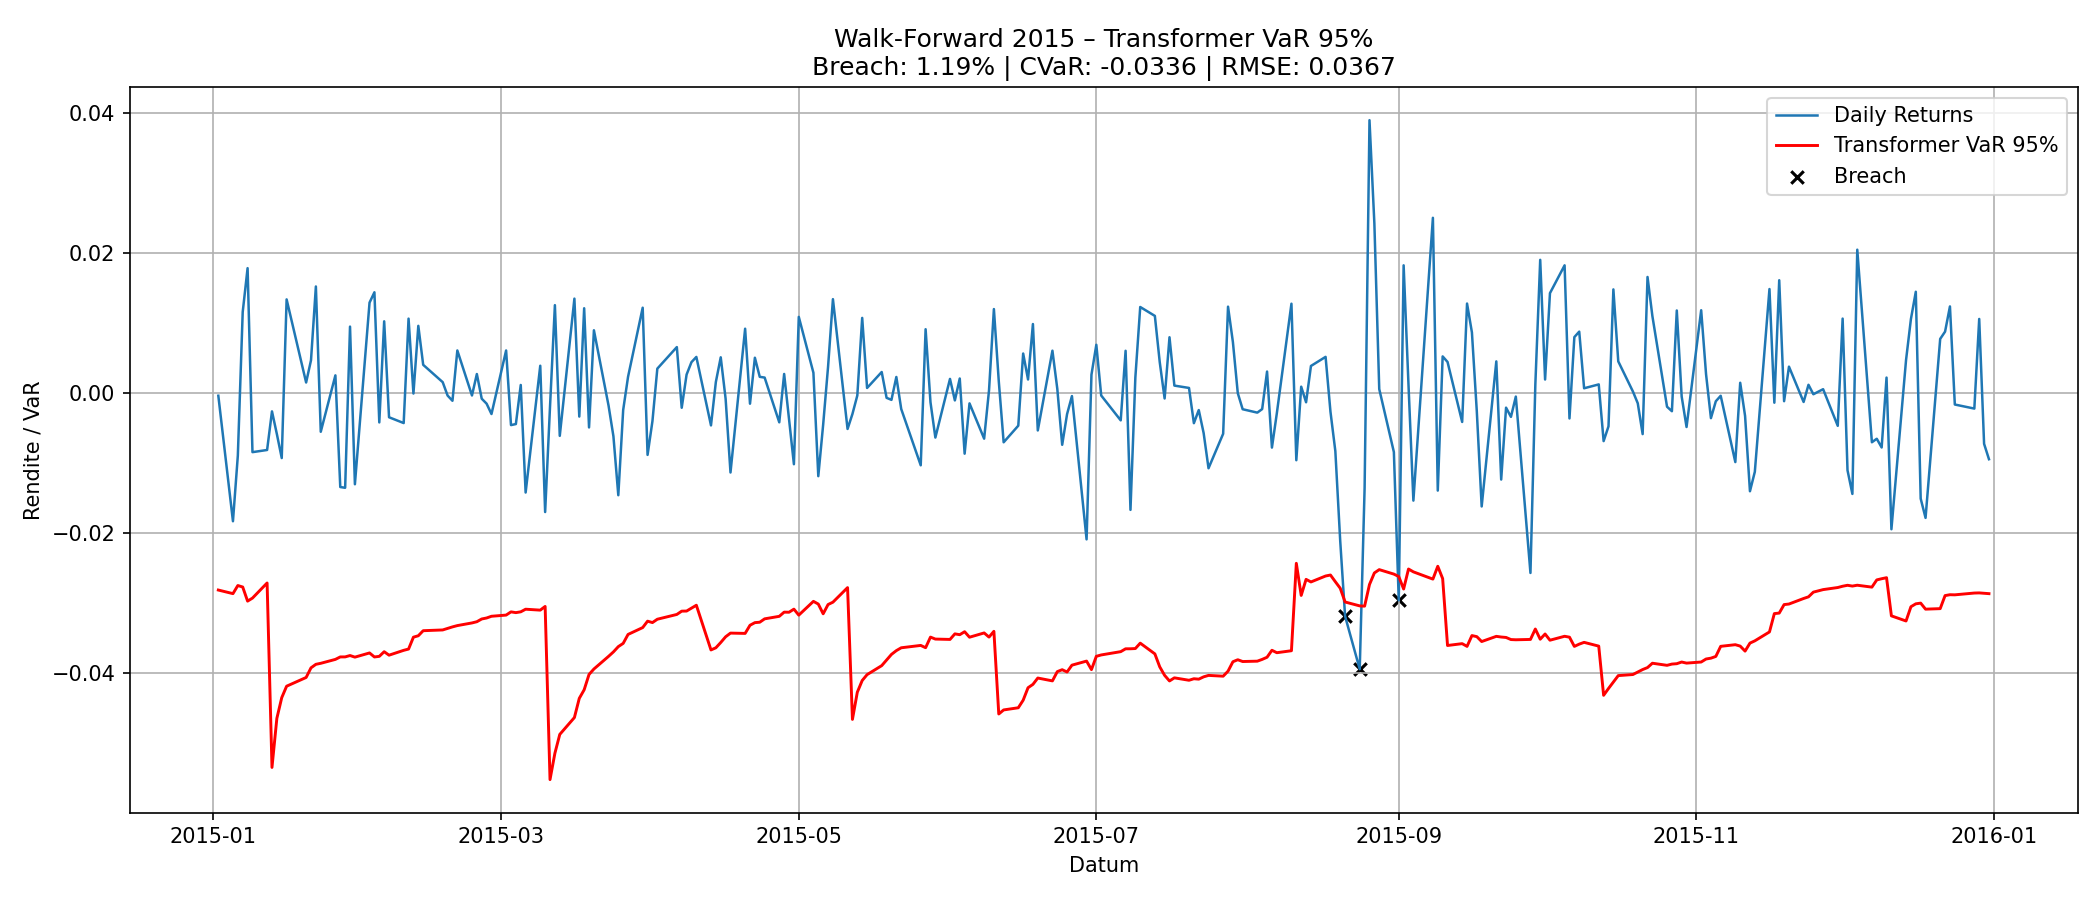 Walk-Forward 2015 – Transformer VaR 95%
Breach: 1.19% | CVaR: -0.0336 | RMSE: 0.0367
Daily Returns
Transformer VaR 95%
Breach
Rendite / VaR
0.04
0.02
0.00
−0.02
−0.04
2015-01
2015-03
2015-05
2015-07
2015-09
2015-11
2016-01
Datum